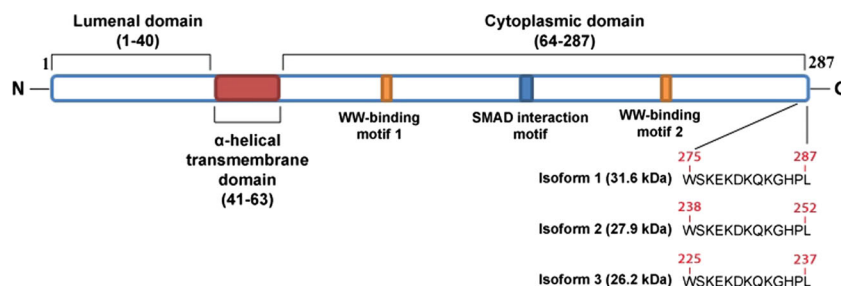 Lumenal domain
(1-40)
Cytoplasmic domain
(64-287)
1
287
N
C
α-helical
transmembrane
domain
(41-63)
WW-binding
motif 1
SMAD interaction
motif
WW-binding
motif 2
275
287
Isoform 1 (31.6 kDa)
WSKEKDKQKGHPL
238
252
Isoform 2 (27.9 kDa)
WSKEKDKQKGHPL
225
237
Isoform 3 (26.2 kDa)
WSKEKDKQKGHPL